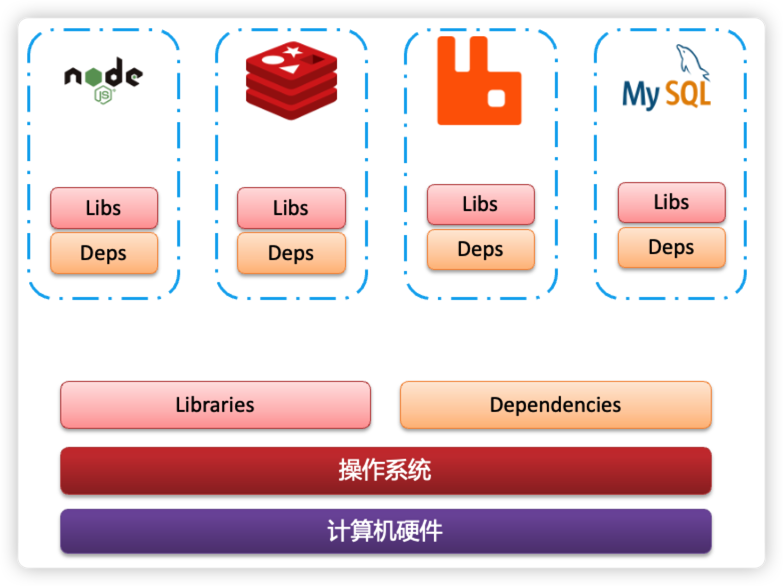 node
JS
MySQL
Libs
Libs
Libs
Libs
Deps
Deps
Deps
Deps
Libraries
Dependencies
操作系统
计算机硬件